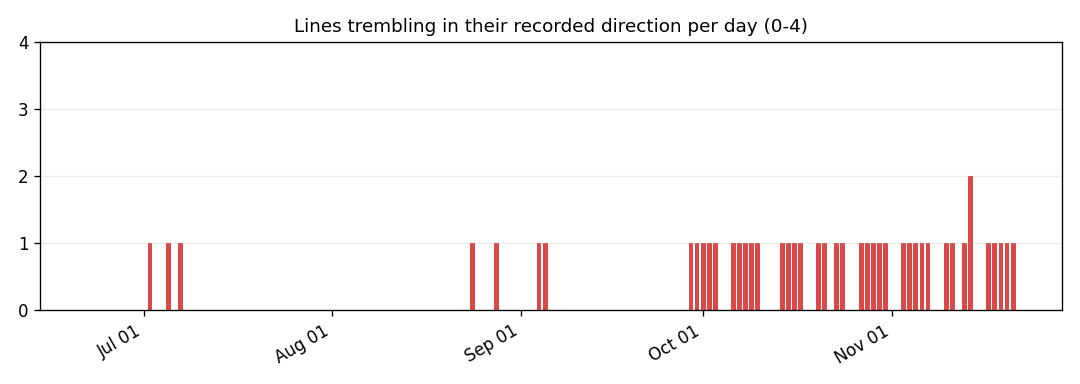 Lines trembling in their recorded direction per day (0-4)
4
3
2
1
0
Jul 01
Aug 01
Sep 01
Oct 01
Nov 01